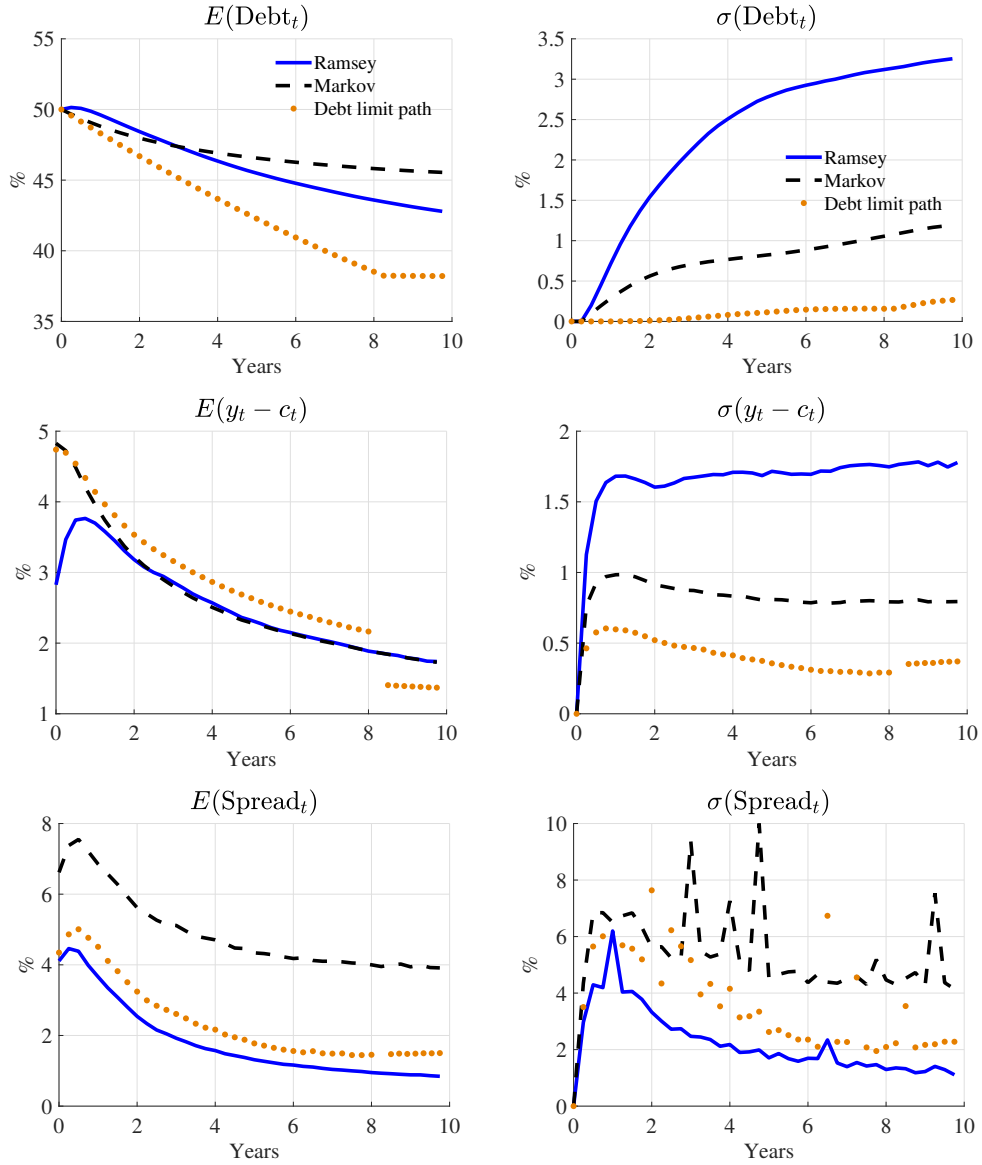 E(Debt_t)
55
50
45
40
35
%
0 2 4 6 8 10
Years
Ramsey
Markov
Debt limit path
σ(Debt_t)
3.5
3
2.5
2
1.5
1
0.5
0
%
0 2 4 6 8 10
Years
Ramsey
Markov
Debt limit path
E(y_t − c_t)
5
4
3
2
1
%
0 2 4 6 8 10
Years
σ(y_t − c_t)
2
1.5
1
0.5
0
%
0 2 4 6 8 10
Years
E(Spread_t)
8
6
4
2
0
%
0 2 4 6 8 10
Years
σ(Spread_t)
10
8
6
4
2
0
%
0 2 4 6 8 10
Years